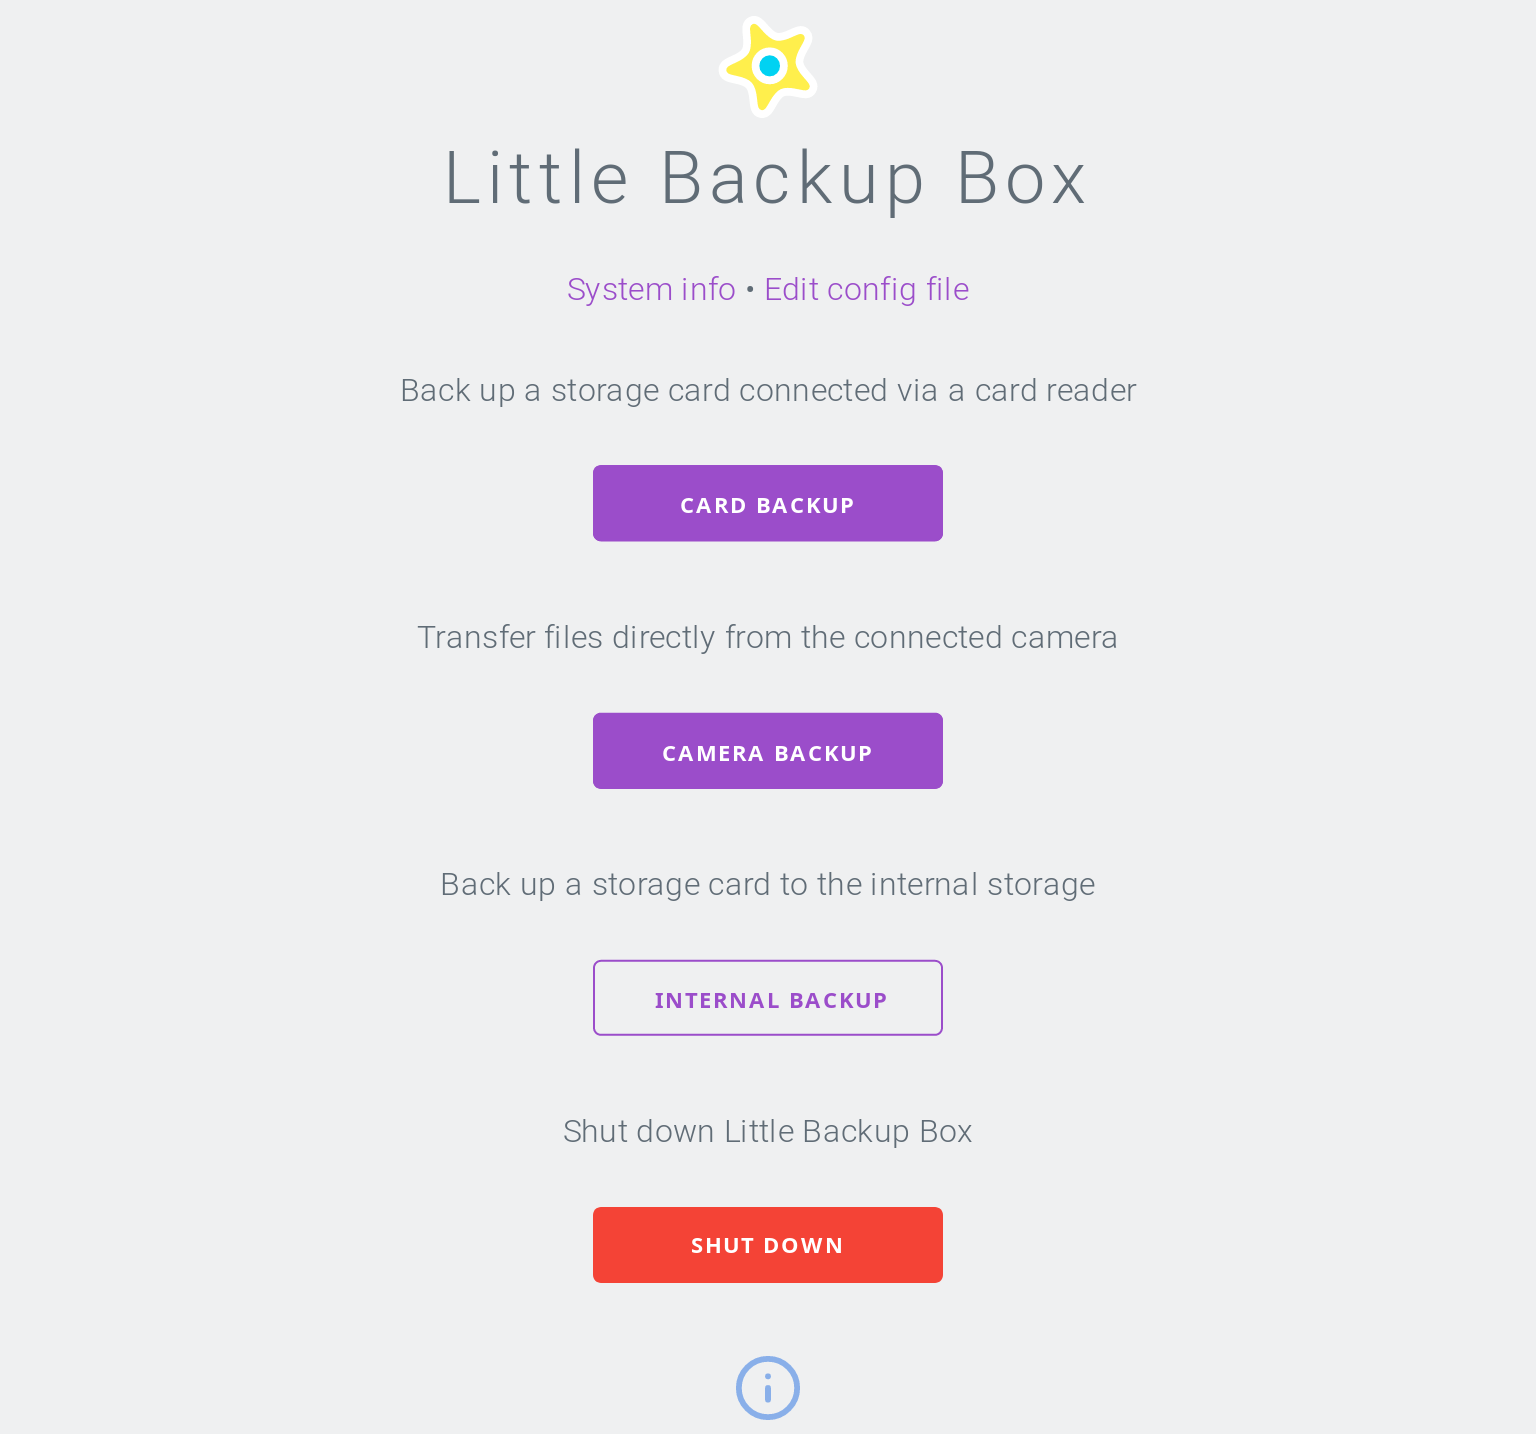 Little Backup Box
System info • Edit config file
Back up a storage card connected via a card reader
CARD BACKUP
Transfer files directly from the connected camera
CAMERA BACKUP
Back up a storage card to the internal storage
INTERNAL BACKUP
Shut down Little Backup Box
SHUT DOWN